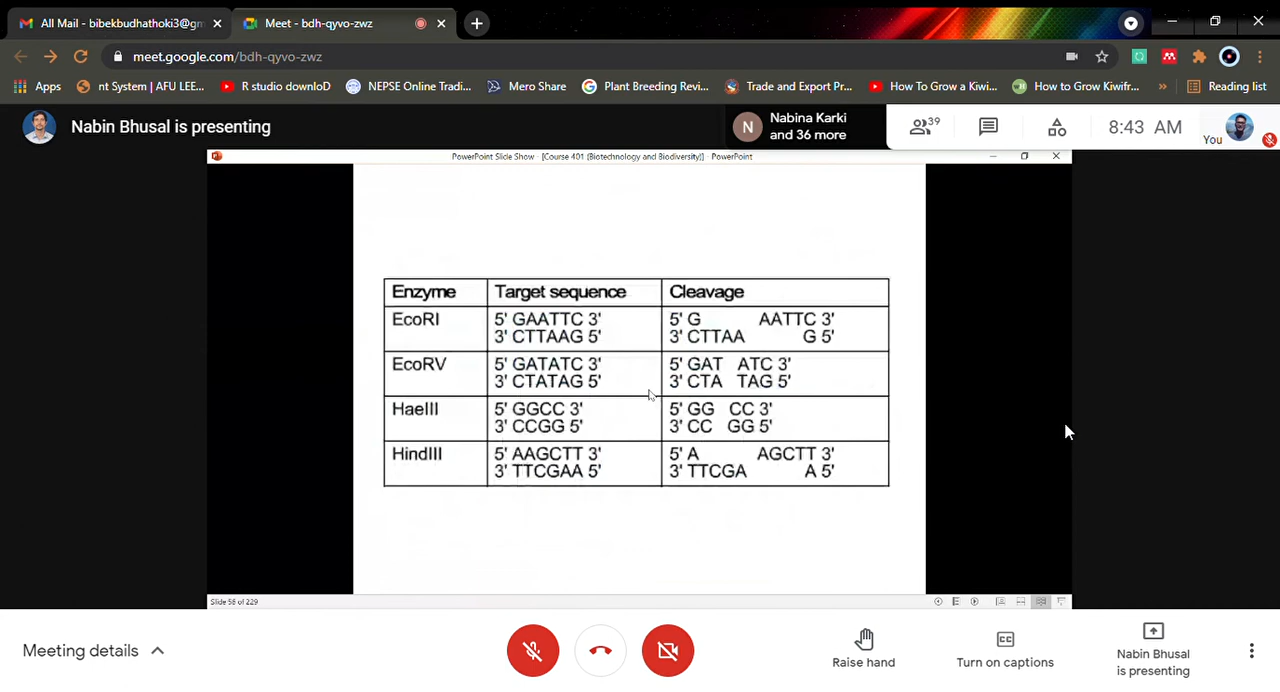 All Mail - bibekbudhathoki3@gm
Meet - bdh-qyvo-zwz
meet.google.com/bdh-qyvo-zwz
Apps
nt System | AFU LEE...
R studio downloD
NEPSE Online Tradi...
Mero Share
Plant Breeding Revi...
Trade and Export Pr...
How To Grow a Kiwi...
How to Grow Kiwifr...
»
Reading list
Nabin Bhusal is presenting
N
Nabina Karki
and 36 more
39
8:43 AM
You
PowerPoint Slide Show - [Course 401 (Biotechnology and Biodiversity)] - PowerPoint
Enzyme Target sequence Cleavage
EcoRI 5' GAATTC 3' 5' G AATTC 3'
3' CTTAAG 5' 3' CTTAA G 5'
EcoRV 5' GATATC 3' 5' GAT ATC 3'
3' CTATAG 5' 3' CTA TAG 5'
HaeIII 5' GGCC 3' 5' GG CC 3'
3' CCGG 5' 3' CC GG 5'
HindIII 5' AAGCTT 3' 5' A AGCTT 3'
3' TTCGAA 5' 3' TTCGA A 5'
Slide 56 of 229
Meeting details
Raise hand
CC
Turn on captions
Nabin Bhusal
is presenting